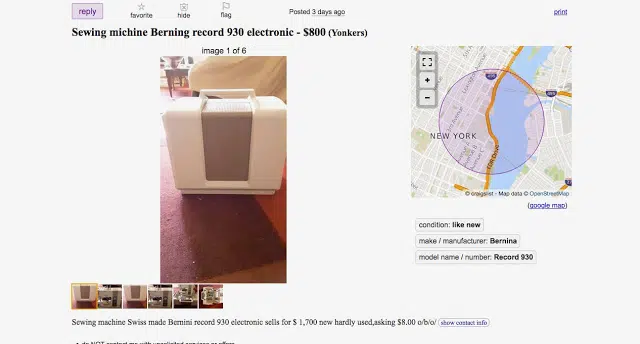 reply
favorite
hide
flag
Posted 3 days ago
print
Sewing michine Berning record 930 electronic - $800 (Yonkers)
image 1 of 6
+
−
NEW YORK
FDR Drive
© craigslist - Map data © OpenStreetMap
(google map)
condition: like new
make / manufacturer: Bernina
model name / number: Record 930
Sewing machine Swiss made Bernini record 930 electronic sells for $ 1,700 new hardly used,asking $8.00 o/b/o/ show contact info